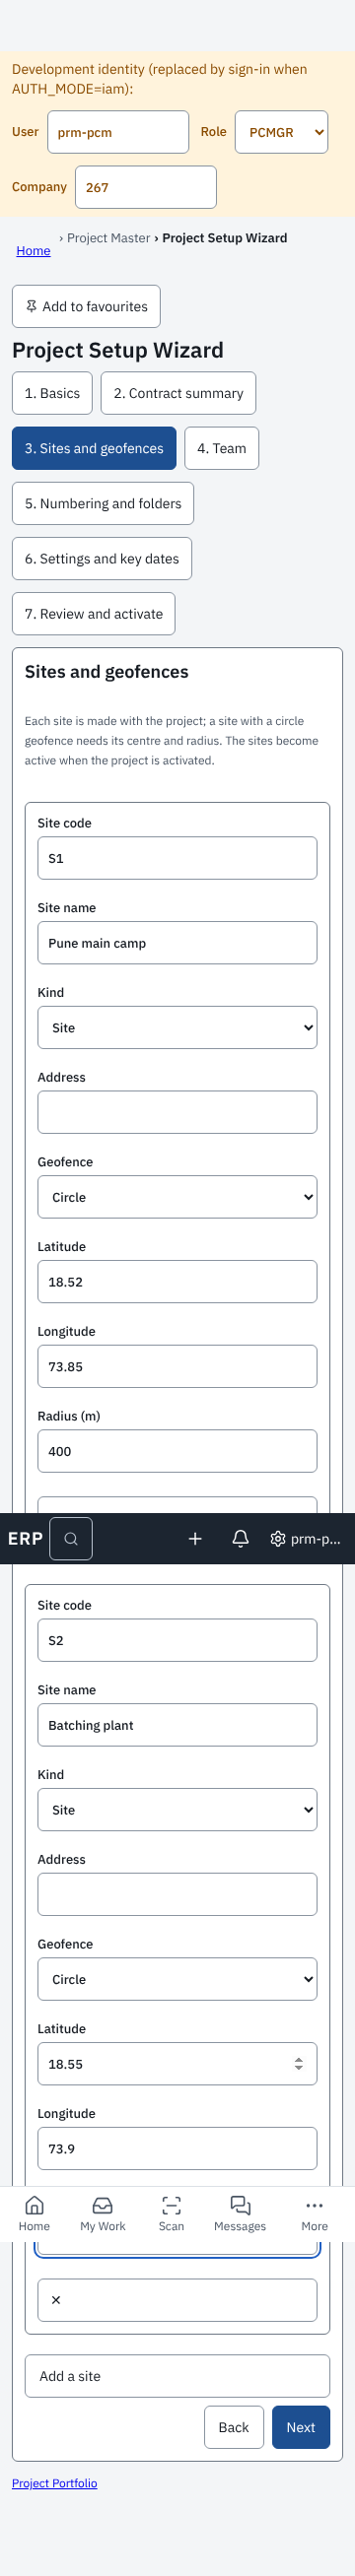 Development identity (replaced by sign-in when
AUTH_MODE=iam):
User prm-pcm Role PCMGR
Company 267
Home › Project Master › Project Setup Wizard
Add to favourites
Project Setup Wizard
1. Basics 2. Contract summary
3. Sites and geofences 4. Team
5. Numbering and folders
6. Settings and key dates
7. Review and activate
Sites and geofences
Each site is made with the project; a site with a circle
geofence needs its centre and radius. The sites become
active when the project is activated.
Site code
S1
Site name
Pune main camp
Kind
Site
Address
Geofence
Circle
Latitude
18.52
Longitude
73.85
Radius (m)
400
ERP prm-p...
Site code
S2
Site name
Batching plant
Kind
Site
Address
Geofence
Circle
Latitude
18.55
Longitude
73.9
Home My Work Scan Messages More
×
Add a site
Back Next
Project Portfolio